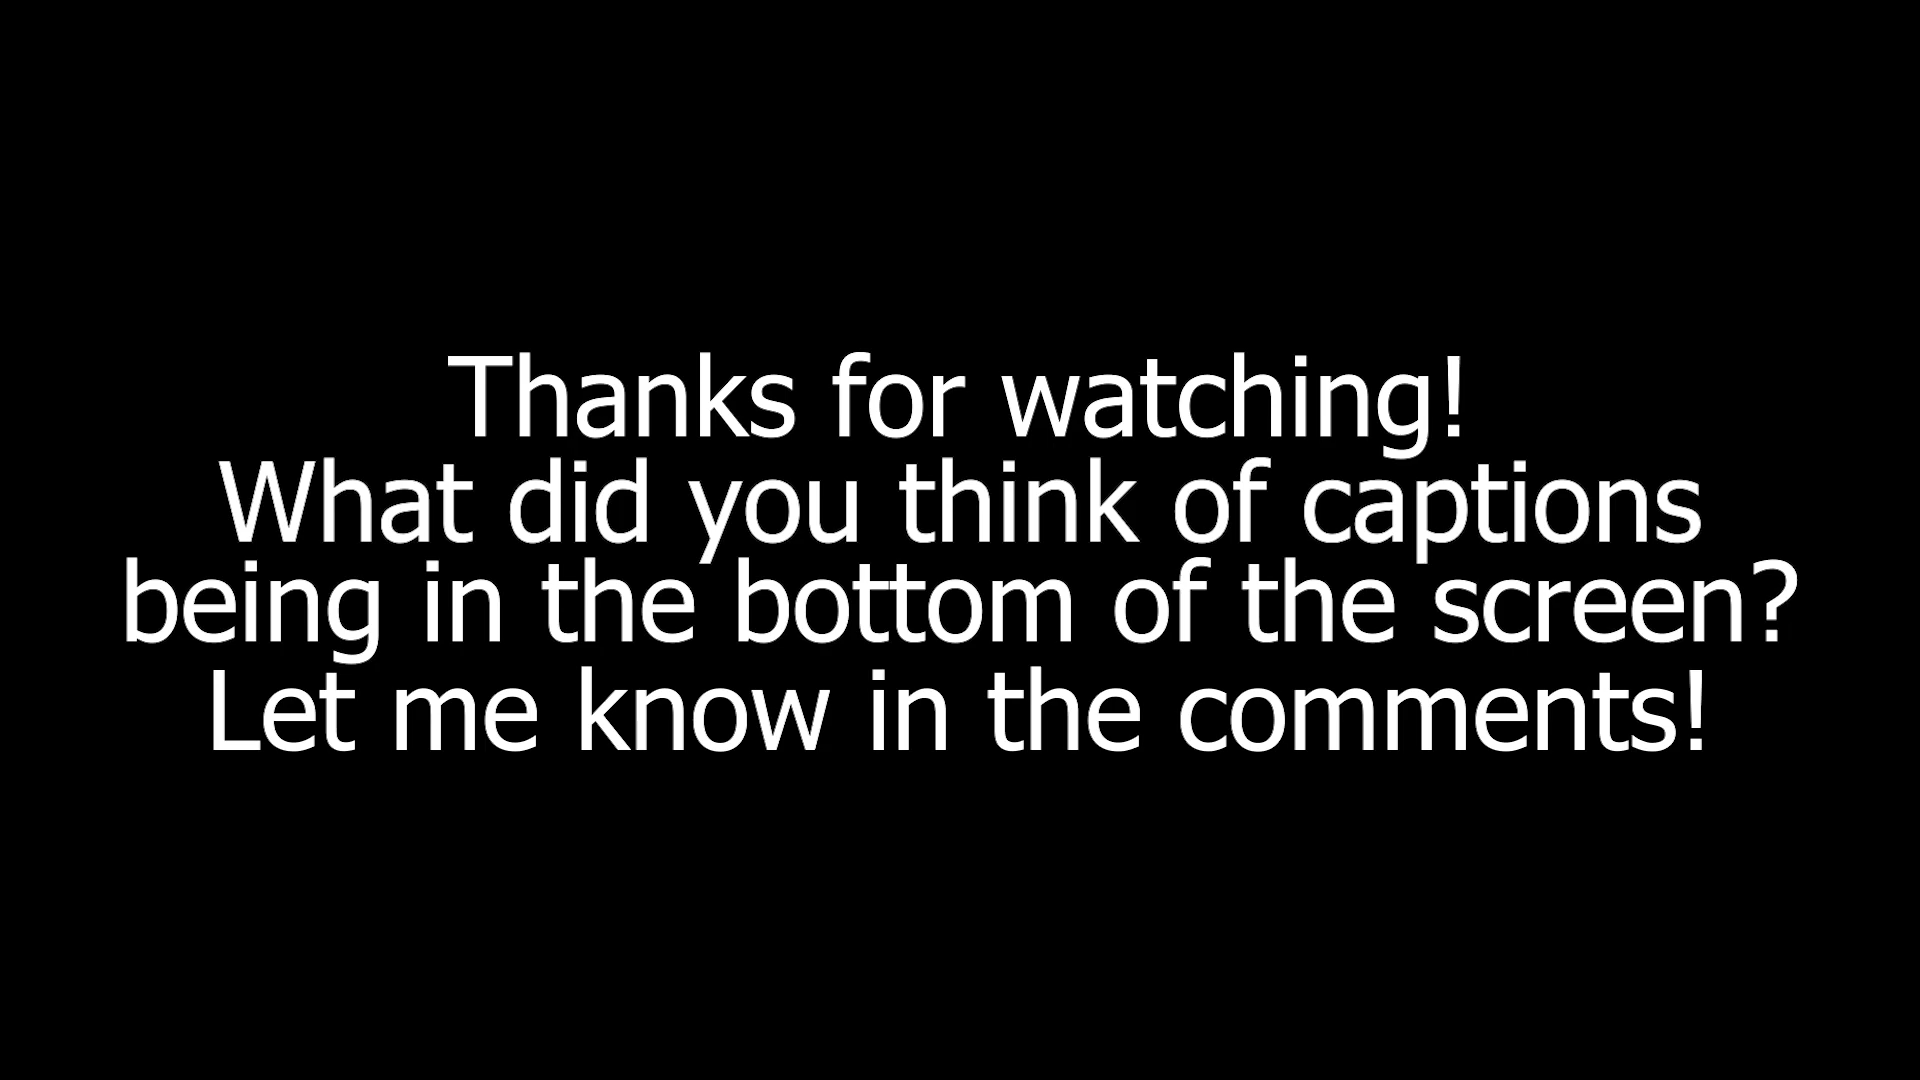 Thanks for watching!
What did you think of captions
being in the bottom of the screen?
Let me know in the comments!